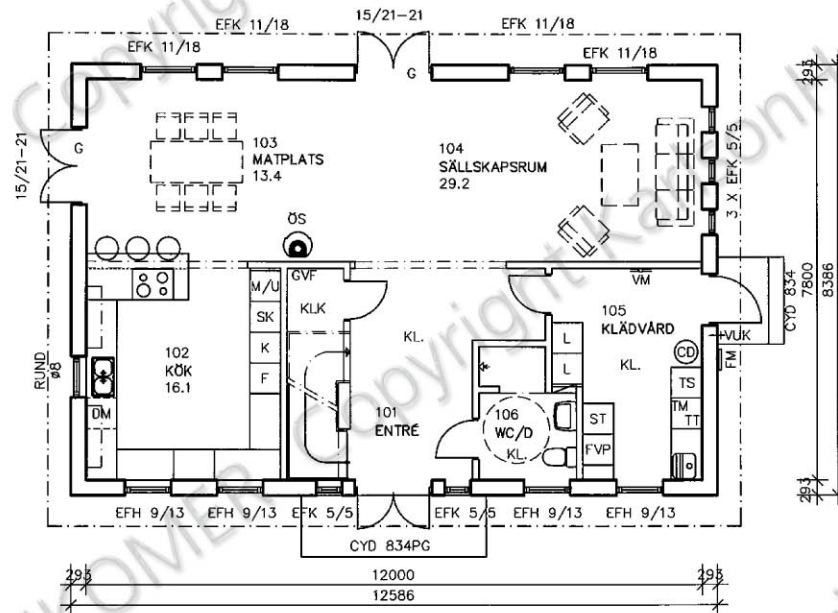 15/21-21
EFK 11/18
EFK 11/18
EFK 11/18
EFK 11/18
G
G
15/21-21
103
MATPLATS
13.4
104
SÄLLSKAPSRUM
29.2
3 X EFK 5/5
293
ÖS
GVF
M/U
KLK
SK
K
F
102
KÖK
16.1
DM
RUND
ø8
KL.
VM
105
KLÄDVÅRD
KL.
L
L
CD
TS
TM
TT
ST
FVP
VUK
FM
CYD 834
7800
8386
101
ENTRÉ
106
WC/D
KL.
293
EFH 9/13
EFH 9/13
EFK 5/5
EFK 5/5
EFH 9/13
EFH 9/13
CYD 834PG
293
12000
293
12586
Copyright Karlson
Copyright
OMER